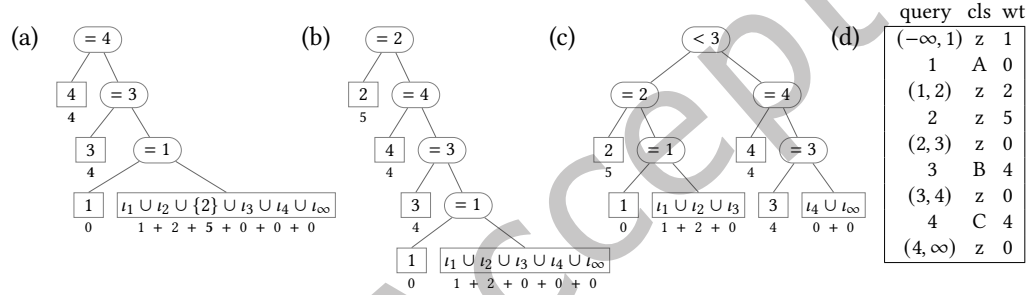 (a)
= 4
4
4
= 3
3
4
= 1
1
0
ι₁ ∪ ι₂ ∪ {2} ∪ ι₃ ∪ ι₄ ∪ ι∞
1 + 2 + 5 + 0 + 0 + 0
(b)
= 2
2
5
= 4
4
4
= 3
3
4
= 1
1
0
ι₁ ∪ ι₂ ∪ ι₃ ∪ ι₄ ∪ ι∞
1 + 2 + 0 + 0 + 0
(c)
< 3
= 2
= 4
2
5
= 1
4
4
= 3
1
0
ι₁ ∪ ι₂ ∪ ι₃
1 + 2 + 0
3
4
ι₄ ∪ ι∞
0 + 0
(d)
query cls wt
(−∞, 1) z 1
1 A 0
(1, 2) z 2
2 z 5
(2, 3) z 0
3 B 4
(3, 4) z 0
4 C 4
(4, ∞) z 0
Accept